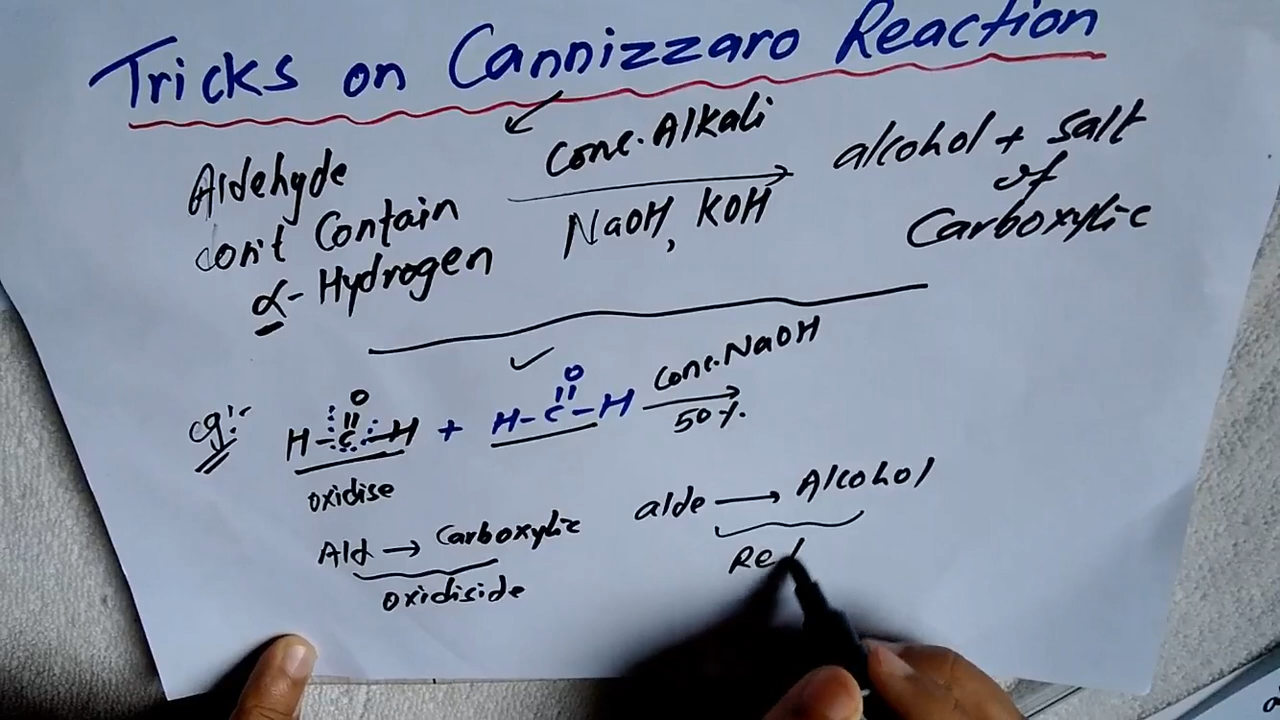 Tricks on Cannizzaro Reaction
Aldehyde
don't Contain
α- Hydrogen
Conc. Alkali
NaOH, KOH
alcohol + salt
of
Carboxylic
eg:-
O
H-C-H
+
O
H-C-H
Conc. NaOH
50%.
oxidise
Ald → Carboxylic
oxidiside
alde → Alcohol
Red